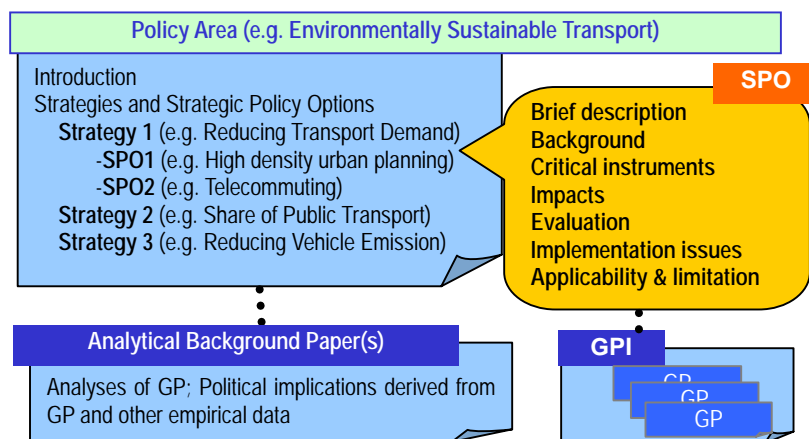 Policy Area (e.g. Environmentally Sustainable Transport)
Introduction
Strategies and Strategic Policy Options
Strategy 1 (e.g. Reducing Transport Demand)
-SPO1 (e.g. High density urban planning)
-SPO2 (e.g. Telecommuting)
Strategy 2 (e.g. Share of Public Transport)
Strategy 3 (e.g. Reducing Vehicle Emission)
SPO
Brief description
Background
Critical instruments
Impacts
Evaluation
Implementation issues
Applicability & limitation
Analytical Background Paper(s)
Analyses of GP; Political implications derived from
GP and other empirical data
GPI
GP
GP
GP